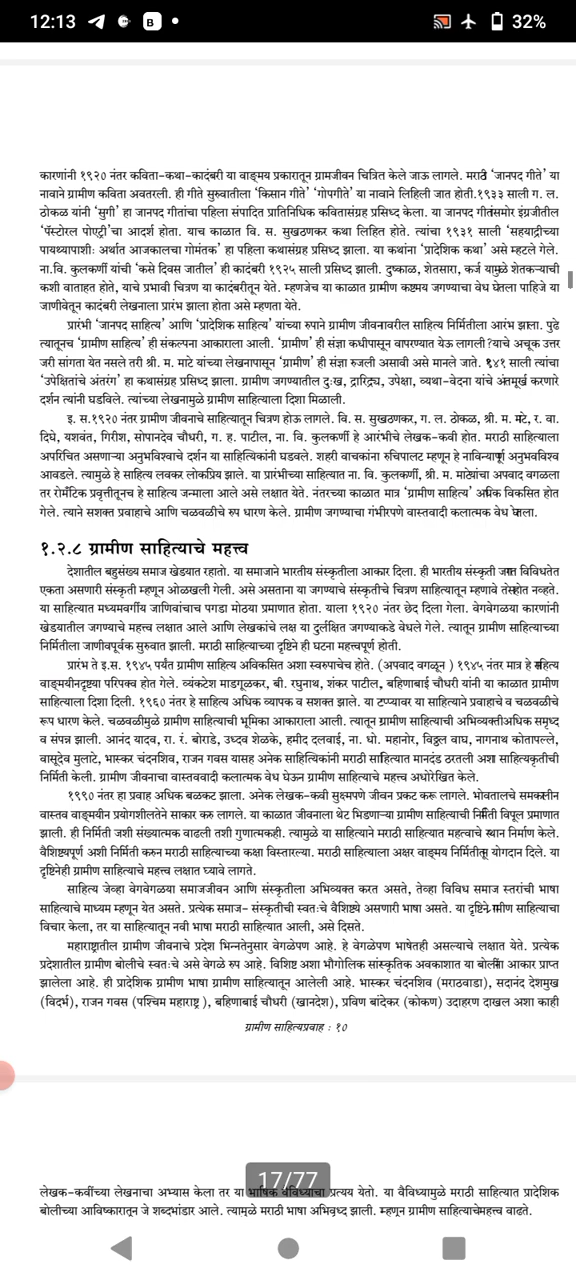 12:13
32%
कारणांनी १९२० नंतर कविता-कथा-कादंबरी या वाङ्मय प्रकारातून ग्रामजीवन चित्रित केले जाऊ लागले. मराठी 'जानपद गीते' या
नावाने ग्रामीण कविता अवतरली. ही गीते सुरुवातीला 'किसान गीते' 'गोपगीते' या नावाने लिहिली जात होती.१९३३ साली ग. ल.
ठोकळ यांनी 'सुगी' हा जानपद गीतांचा पहिला संपादित प्रातिनिधिक कवितासंग्रह प्रसिध्द केला. या जानपद गीतांसमोर इंग्रजीतील
'पॅस्टोरल पोएट्री'चा आदर्श होता. याच काळात वि. स. सुखठणकर कथा लिहित होते. त्यांचा १९३१ साली 'सहयाद्रीच्या
पायथ्यापाशीः अर्थात आजकालचा गोमंतक' हा पहिला कथासंग्रह प्रसिध्द झाला. या कथांना 'प्रादेशिक कथा' असे म्हटले गेले.
ना.वि. कुलकर्णी यांची 'कसे दिवस जातील' ही कादंबरी १९२५ साली प्रसिध्द झाली. दुष्काळ, शेतसारा, कर्ज यामुळे शेतकऱ्याची
कशी वाताहत होते, याचे प्रभावी चित्रण या कादंबरीतून येते. म्हणजेच या काळात ग्रामीण कष्टमय जगण्याचा वेध घेतला पाहिजे या
जाणीवेतून कादंबरी लेखनाला प्रारंभ झाला होता असे म्हणता येते.
प्रारंभी 'जानपद साहित्य' आणि 'प्रादेशिक साहित्य' यांच्या रुपाने ग्रामीण जीवनावरील साहित्य निर्मितीला आरंभ झाला. पुढे
त्यातूनच 'ग्रामीण साहित्य' ही संकल्पना आकाराला आली. 'ग्रामीण' ही संज्ञा कधीपासून वापरण्यात येऊ लागली ?याचे अचूक उत्तर
जरी सांगता येत नसले तरी श्री. म. माटे यांच्या लेखनापासून 'ग्रामीण' ही संज्ञा रुजली असावी असे मानले जाते. १९४१ साली त्यांचा
'उपेक्षितांचे अंतरंग' हा कथासंग्रह प्रसिध्द झाला. ग्रामीण जगण्यातील दुःख, द्रारिद्र्य, उपेक्षा, व्यथा-वेदना यांचे अंतमूर्ख करणारे
दर्शन त्यांनी घडविले. त्यांच्या लेखनामुळे ग्रामीण साहित्याला दिशा मिळाली.
इ. स.१९२० नंतर ग्रामीण जीवनाचे साहित्यातून चित्रण होऊ लागले. वि. स. सुखठणकर, ग. ल. ठोकळ, श्री. म. माटे, र. वा.
दिघे, यशवंत, गिरीश, सोपानदेव चौधरी, ग. ह. पाटील, ना. वि. कुलकर्णी हे आरंभीचे लेखक-कवी होत. मराठी साहित्याला
अपरिचित असणाऱ्या अनुभवविश्वाचे दर्शन या साहित्यिकांनी घडवले. शहरी वाचकांना रुचिपालट म्हणून हे नाविन्यपूर्ण अनुभवविश्व
आवडले. त्यामुळे हे साहित्य लवकर लोकप्रिय झाले. या प्रारंभीच्या साहित्यात ना. वि. कुलकर्णी, श्री. म. माटेयांचा अपवाद वगळला
तर रोमँटिक प्रवृत्तीतूनच हे साहित्य जन्माला आले असे लक्षात येते. नंतरच्या काळात मात्र 'ग्रामीण साहित्य' अधिक विकसित होत
गेले. त्याने सशक्त प्रवाहाचे आणि चळवळीचे रुप धारण केले. ग्रामीण जगण्याचा गंभीरपणे वास्तवादी कलात्मक वेध घेतला.
१.२.८ ग्रामीण साहित्याचे महत्त्व
देशातील बहुसंख्य समाज खेडयात रहातो. या समाजाने भारतीय संस्कृतीला आकार दिला. ही भारतीय संस्कृती जगात विविधतेत
एकता असणारी संस्कृती म्हणून ओळखली गेली. असे असताना या जगण्याचे संस्कृतीचे चित्रण साहित्यातून म्हणावे तसे होत नव्हते.
या साहित्यात मध्यमवर्गीय जाणिवांचाच पगडा मोठया प्रमाणात होता. याला १९२० नंतर छेद दिला गेला. वेगवेगळया कारणांनी
खेडयातील जगण्याचे महत्त्व लक्षात आले आणि लेखकांचे लक्ष या दुर्लक्षित जगण्याकडे वेधले गेले. त्यातून ग्रामीण साहित्याच्या
निर्मितीला जाणीवपूर्वक सुरुवात झाली. मराठी साहित्याच्या दृष्टिने ही घटना महत्त्वपूर्ण होती.
प्रारंभ ते इ.स. १९४५ पर्यंत ग्रामीण साहित्य अविकसित अशा स्वरुपाचेच होते. (अपवाद वगळून ) १९४५ नंतर मात्र हे साहित्य
वाङमयीनदृष्टया परिपक्व होत गेले. व्यंकटेश माडगूळकर, बी. रघुनाथ, शंकर पाटील, बहिणाबाई चौधरी यांनी या काळात ग्रामीण
साहित्याला दिशा दिली. १९६० नंतर हे साहित्य अधिक व्यापक व सशक्त झाले. या टप्प्यावर या साहित्याने प्रवाहाचे व चळवळीचे
रूप धारण केले. चळवळीमुळे ग्रामीण साहित्याची भूमिका आकाराला आली. त्यातून ग्रामीण साहित्याची अभिव्यक्तीअधिक समृध्द
व संपन्न झाली. आनंद यादव, रा. रं. बोराडे, उध्दव शेळके, हमीद दलवाई, ना. धो. महानोर, विठ्ठल वाघ, नागनाथ कोतापल्ले,
वासूदेव मुलाटे, भास्कर चंदनशिव, राजन गवस यासह अनेक साहित्यिकांनी मराठी साहित्यात मानदंड ठरतली अशा साहित्यकृतीची
निर्मिती केली. ग्रामीण जीवनाचा वास्तववादी कलात्मक वेध घेऊन ग्रामीण साहित्याचे महत्त्व अधोरेखित केले.
१९९० नंतर हा प्रवाह अधिक बळकट झाला. अनेक लेखक-कवी सुक्ष्मपणे जीवन प्रकट करू लागले. भोवतालचे समकालीन
वास्तव वाङमयीन प्रयोगशीलतेने साकार करु लागले. या काळात जीवनाला थेट भिडणाऱ्या ग्रामीण साहित्याची निर्मिती विपूल प्रमाणात
झाली. ही निर्मिती जशी संख्यात्मक वाढली तशी गुणात्मकही. त्यामुळे या साहित्याने मराठी साहित्यात महत्वाचे स्थान निर्माण केले.
वैशिष्टयपूर्ण अशी निर्मिती करुन मराठी साहित्याच्या कक्षा विस्तारल्या. मराठी साहित्याला अक्षर वाङमय निर्मितीतून योगदान दिले. या
दृष्टिनेही ग्रामीण साहित्याचे महत्त्व लक्षात घ्यावे लागते.
साहित्य जेव्हा वेगवेगळया समाजजीवन आणि संस्कृतीला अभिव्यक्त करत असते, तेव्हा विविध समाज स्तरांची भाषा
साहित्याचे माध्यम म्हणून येत असते. प्रत्येक समाज- संस्कृतीची स्वतःचे वैशिष्टये असणारी भाषा असते. या दृष्टिने ग्रामीण साहित्याचा
विचार केला, तर या साहित्यातून नवी भाषा मराठी साहित्यात आली, असे दिसते.
महाराष्ट्रातील ग्रामीण जीवनाचे प्रदेश भिन्नतेनुसार वेगळेपण आहे. हे वेगळेपण भाषेतही असल्याचे लक्षात येते. प्रत्येक
प्रदेशातील ग्रामीण बोलीचे स्वतःचे असे वेगळे रुप आहे. विशिष्ट अशा भौगोलिक सांस्कृतिक अवकाशात या बोलींना आकार प्राप्त
झालेला आहे. ही प्रादेशिक ग्रामीण भाषा ग्रामीण साहित्यातून आलेली आहे. भास्कर चंदनशिव (मराठवाडा), सदानंद देशमुख
(विदर्भ), राजन गवस (पश्चिम महाराष्ट्र ), बहिणाबाई चौधरी (खानदेश), प्रविण बांदेकर (कोकण) उदाहरण दाखल अशा काही
ग्रामीण साहित्यप्रवाह : १०
17/77
लेखक-कवींच्या लेखनाचा अभ्यास केला तर या भाषिक वैविध्याचा प्रत्यय येतो. या वैविध्यामुळे मराठी साहित्यात प्रादेशिक
बोलीच्या आविष्कारातून जे शब्दभांडार आले. त्यामुळे मराठी भाषा अभिवृध्द झाली. म्हणून ग्रामीण साहित्याचेमहत्त्व वाढते.